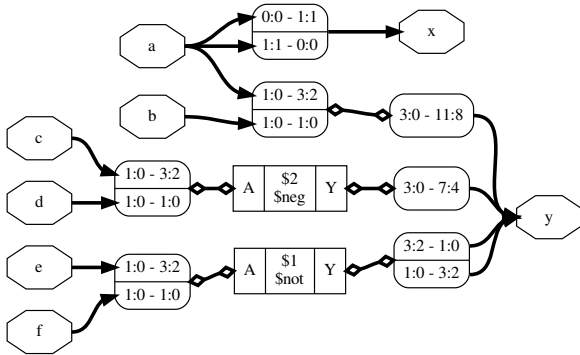 a
0:0 - 1:1
1:1 - 0:0
x
b
1:0 - 3:2
1:0 - 1:0
3:0 - 11:8
c
d
1:0 - 3:2
1:0 - 1:0
A
$2
$neg
Y
3:0 - 7:4
y
e
f
1:0 - 3:2
1:0 - 1:0
A
$1
$not
Y
3:2 - 1:0
1:0 - 3:2